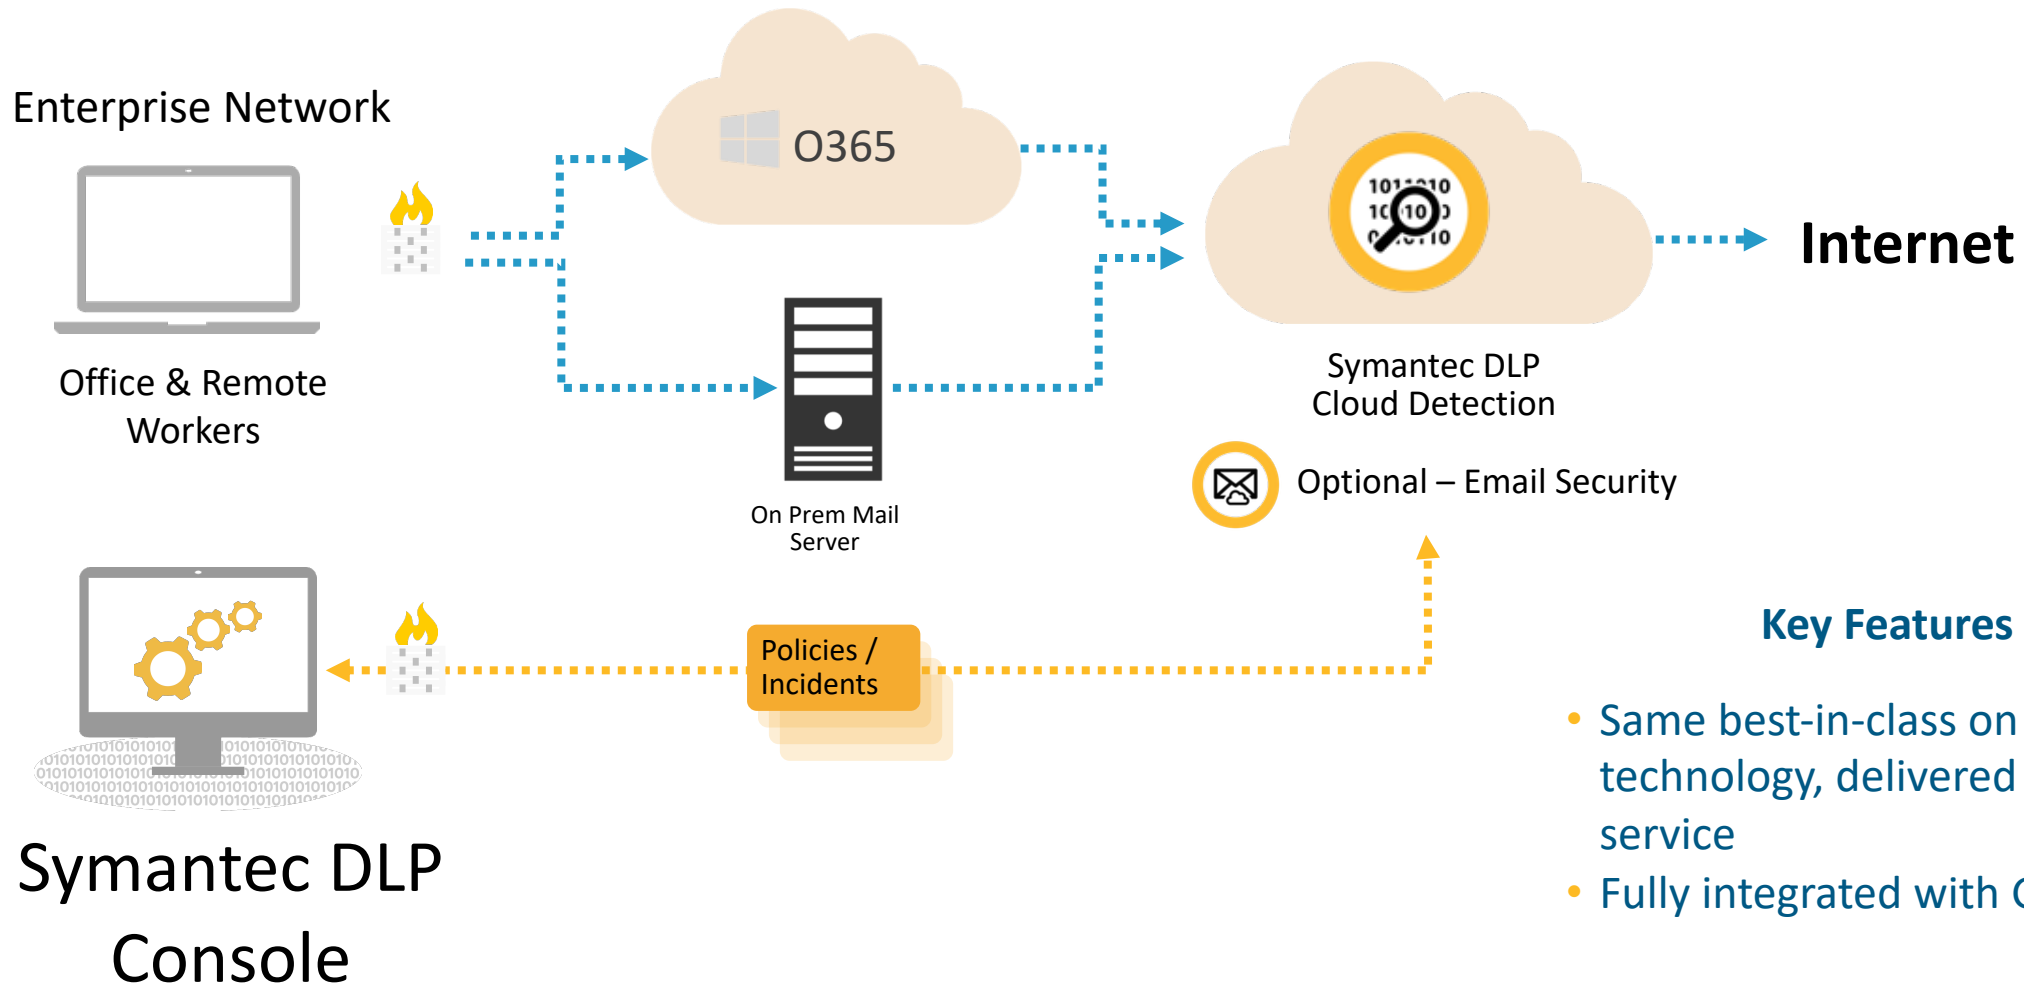 Enterprise Network
O365
Internet
Office & Remote
Workers
Symantec DLP
Cloud Detection
Optional – Email Security
On Prem Mail
Server
Policies /
Incidents
Key Features
• Same best-in-class on
technology, delivered
service
• Fully integrated with
Symantec DLP
Console